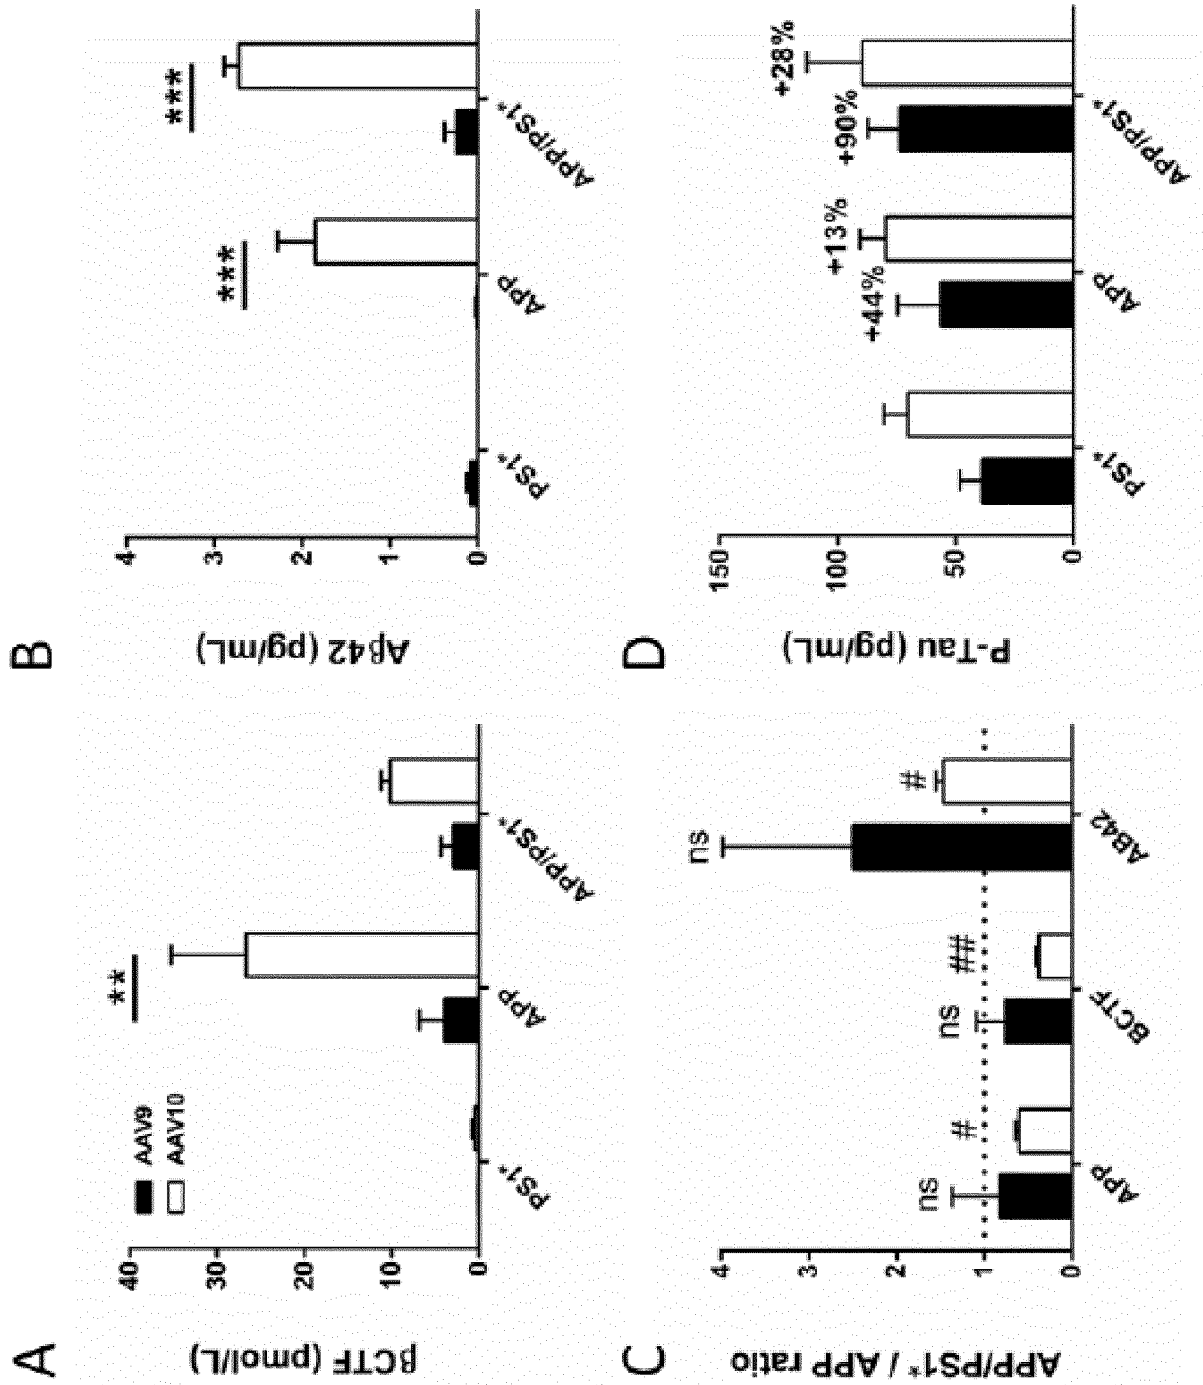 A
βCTF (pmol/L)
40
30
20
10
0
AAV9
AAV10
**
PS1*
APP
APP/PS1*
B
Aβ42 (pg/mL)
4
3
2
1
0
***
***
PS1*
APP
APP/PS1*
C
APP/PS1* / APP ratio
4
3
2
1
0
ns
#
ns
##
ns
#
APP
BCTF
AB42
D
P-Tau (pg/mL)
150
100
50
0
+44%
+13%
+90%
+28%
PS1*
APP
APP/PS1*